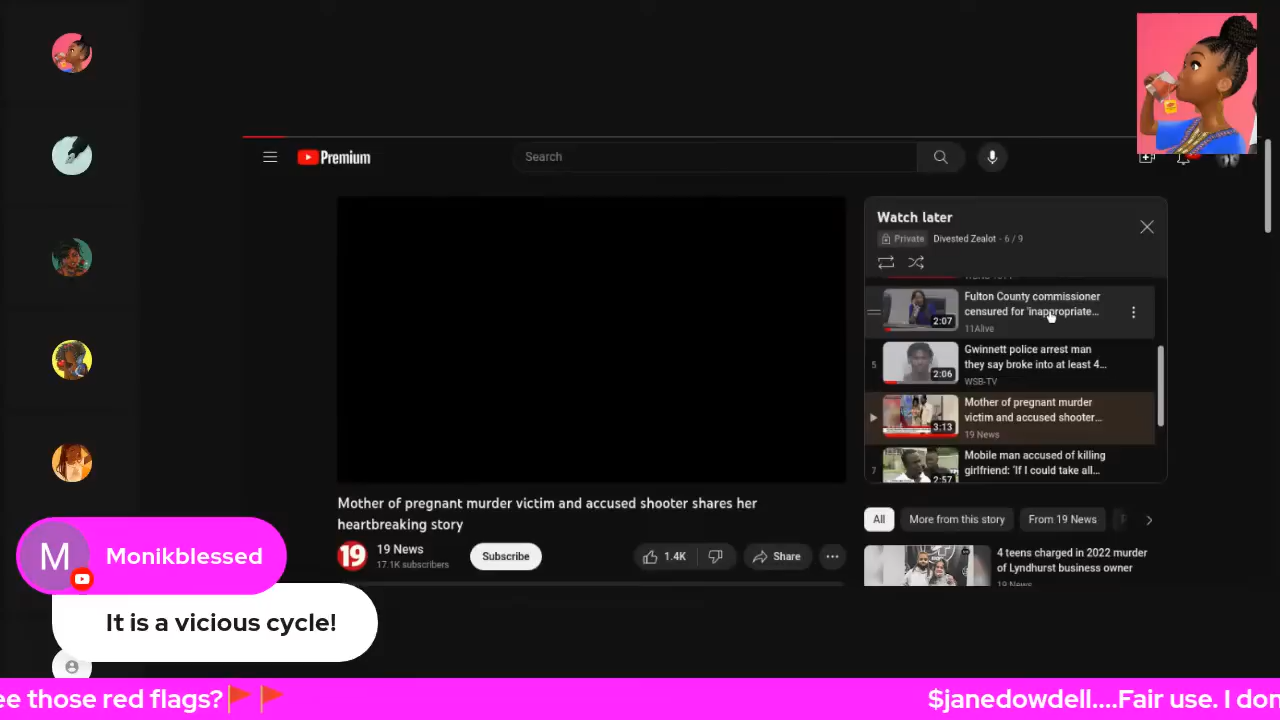 Premium
Search
Watch later
Private Divested Zealot - 6 / 9
Fulton County commissioner
censured for 'inappropriate...
2:07
11Alive
5
Gwinnett police arrest man
they say broke into at least 4...
2:06
WSB-TV
Mother of pregnant murder
victim and accused shooter...
3:13
19 News
7
Mobile man accused of killing
girlfriend: 'If I could take all...
2:57
Mother of pregnant murder victim and accused shooter shares her
heartbreaking story
19
19 News
17.1K subscribers
Subscribe
1.4K
Share
All
More from this story
From 19 News
4 teens charged in 2022 murder
of Lyndhurst business owner
19 News
M
Monikblessed
It is a vicious cycle!
ee those red flags?🚩🚩
$janedowdell....Fair use. I don